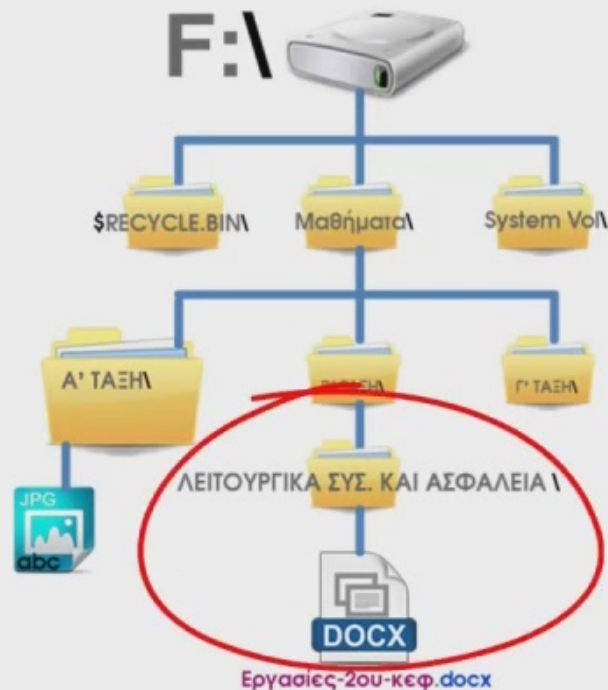 F:\
$RECYCLE.BIN\
Μαθήματα\
System Vol\
Α' ΤΑΞΗ\
Γ' ΤΑΞΗ\
ΛΕΙΤΟΥΡΓΙΚΑ ΣΥΣ. ΚΑΙ ΑΣΦΑΛΕΙΑ \
JPG
abc
DOCX
Εργασίες-2ου-κεφ.docx